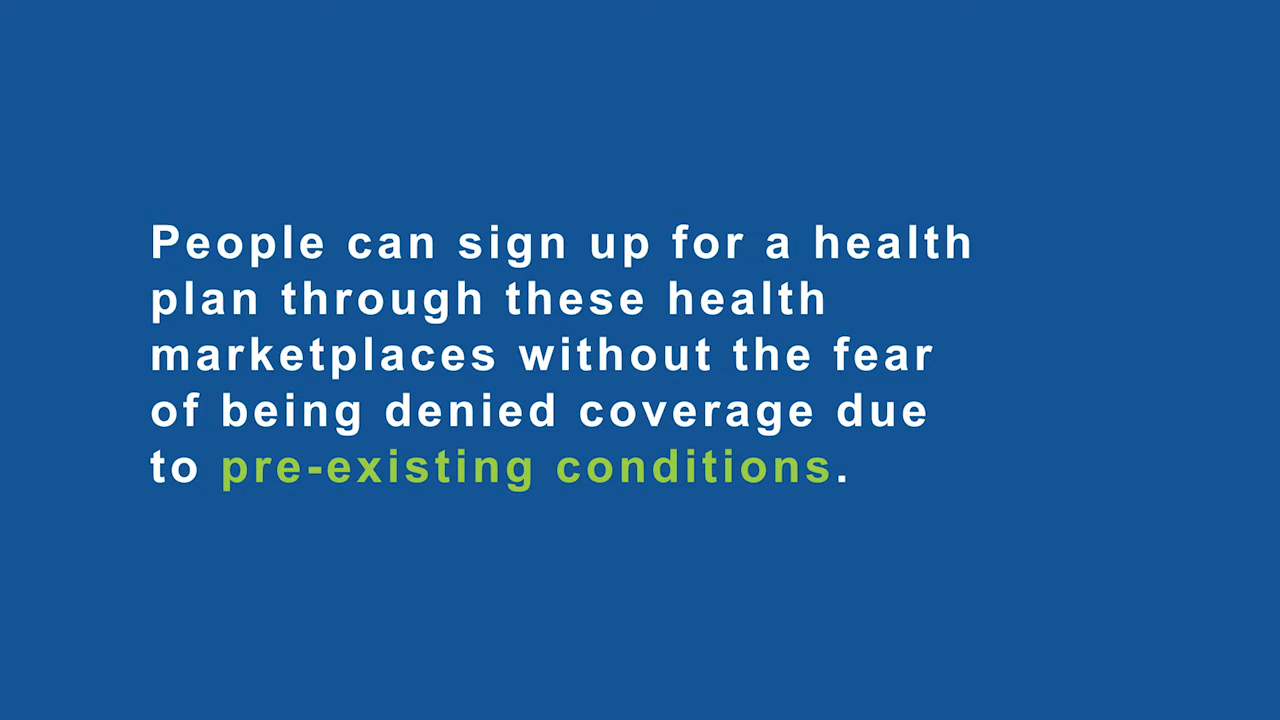 People can sign up for a health
plan through these health
marketplaces without the fear
of being denied coverage due
to pre-existing conditions.